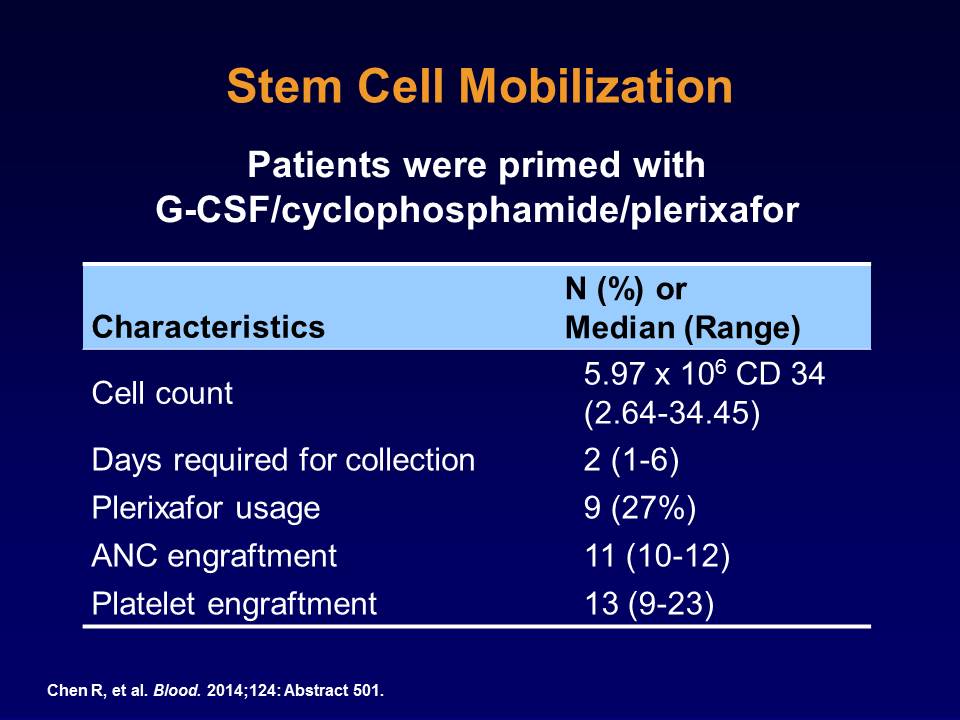 Stem Cell Mobilization
Patients were primed with
G-CSF/cyclophosphamide/plerixafor
Characteristics N (%) or
Median (Range)
Cell count 5.97 x 10⁶ CD 34
(2.64-34.45)
Days required for collection 2 (1-6)
Plerixafor usage 9 (27%)
ANC engraftment 11 (10-12)
Platelet engraftment 13 (9-23)
Chen R, et al. Blood. 2014;124: Abstract 501.